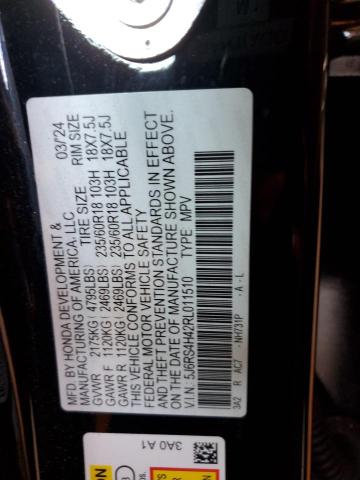 MFD. BY HONDA DEVELOPMENT & 03/24
MANUFACTURING OF AMERICA, LLC
TIRE SIZE RIM SIZE
GVWR 2175KG ( 4795LBS)
GAWR F 1120KG ( 2469LBS) 235/60R18 103H 18X7.5J
GAWR R 1120KG ( 2469LBS) 235/60R18 103H 18X7.5J
THIS VEHICLE CONFORMS TO ALL APPLICABLE
FEDERAL MOTOR VEHICLE SAFETY
AND THEFT PREVENTION STANDARDS IN EFFECT
ON THE DATE OF MANUFACTURE SHOWN ABOVE.
V.I.N: 5J6RS4H42RL011510 TYPE: MPV
3A2 R AC7 NH731P - A - L
3A0 A1